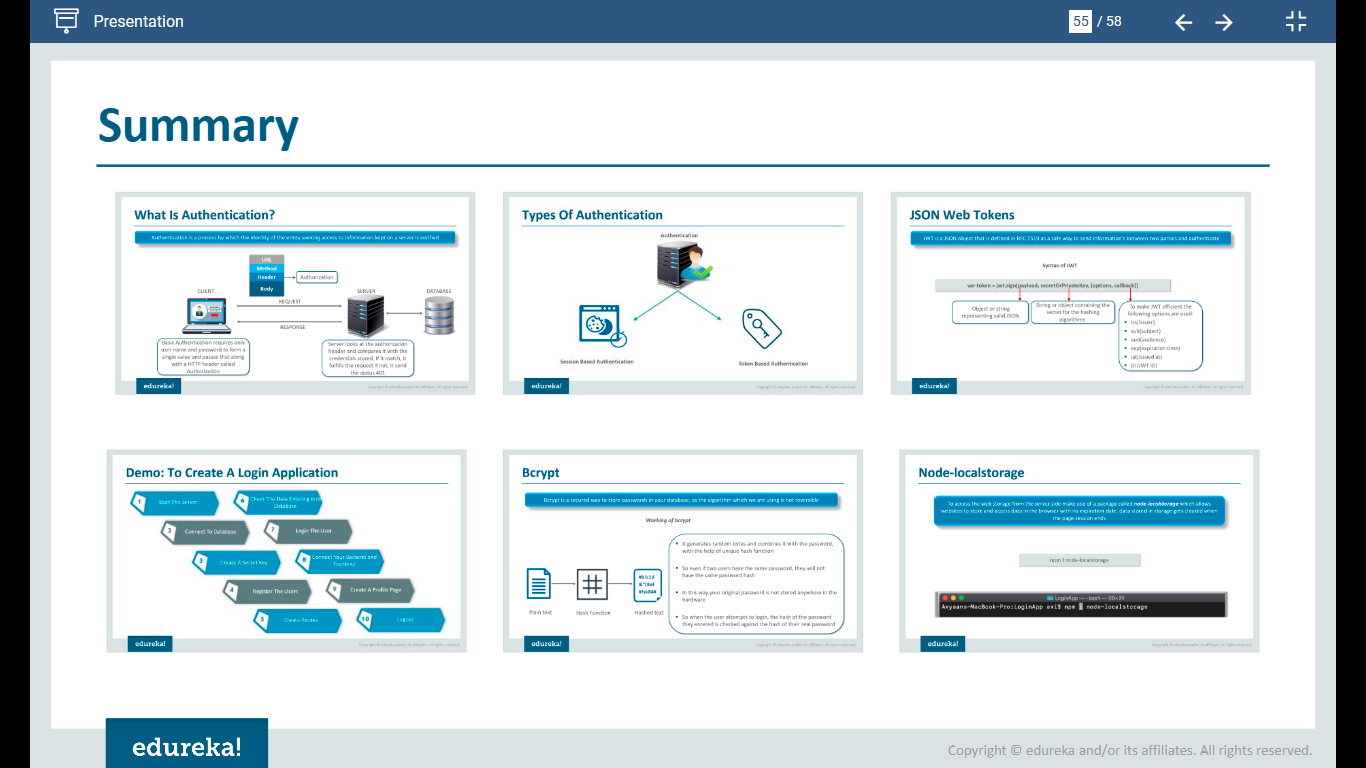 Presentation
55 / 58
Summary
What Is Authentication?
Authentication is a process by which the identity of the entity seeking access to information kept on a server is verified
URL
Method
Header
Body
Authorization
CLIENT
SERVER
DATABASE
REQUEST
RESPONSE
Basic Authentication requires only
user name and password to form a
single value and passes that along
with a HTTP header called
Authorization
Server looks at the authorization
header and compares it with the
credentials stored. If it match, it
fulfills the request if not, it send
the status 401
edureka!
Types Of Authentication
Authentication
Session Based Authentication
Token Based Authentication
edureka!
JSON Web Tokens
JWT is a JSON object that is defined in RFC 7519 as a safe way to send information's between two parties and authenticate
Syntax of JWT
var token = jwt.sign(payload, secretOrPrivateKey, [options, callback])
Object or string
representing valid JSON
String or object containing the
secret for the hashing
algorithms
To make JWT efficient the
following options are used:
iss(issuer)
sub(subject)
aud(audience)
exp(expiration time)
iat(issued at)
jti(JWT ID)
edureka!
Demo: To Create A Login Application
1 Start The Server
2 Connect To Database
3 Create A Secret Key
4 Register The Users
5 Create Routes
6 Check The Data Entering Into
Database
7 Login The User
8 Connect Your Backend and
Frontend
9 Create A Profile Page
10 Logout
edureka!
Bcrypt
Bcrypt is a secured way to store passwords in your database, as the algorithm which we are using is not reversible
Working of bcrypt
Plain text
Hash Function
Hashed text
It generates random bytes and combines it with the password,
with the help of unique hash function
So even if two users have the same password, they will not
have the same password hash
In this way your original password is not stored anywhere in the
hardware
So when the user attempts to login, the hash of the password
they entered is checked against the hash of their real password
edureka!
Node-localstorage
To access the web storage from the server side make use of a package called node-localstorage which allows
websites to store and access data in the browser with no expiration date, data stored in storage gets cleared when
the page session ends
npm i node-localstorage
LoginApp — -bash — 80×24
Avyaans-MacBook-Pro:LoginApp avi$ npm i node-localstorage
edureka!
edureka!
Copyright © edureka and/or its affiliates. All rights reserved.